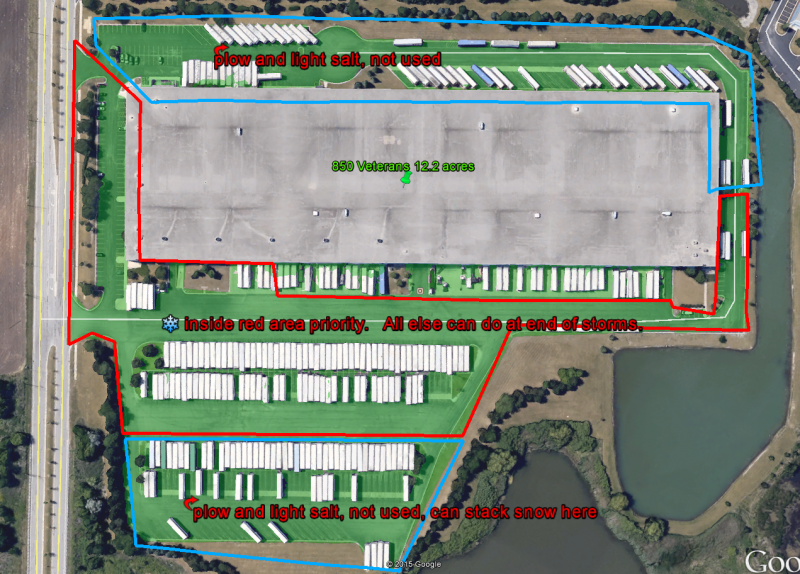 plow and light salt, not used
850 Veterans 12.2 acres
inside red area priority. All else can do at end of storms.
plow and light salt, not used, can stack snow here
© 2015 Google
Goo